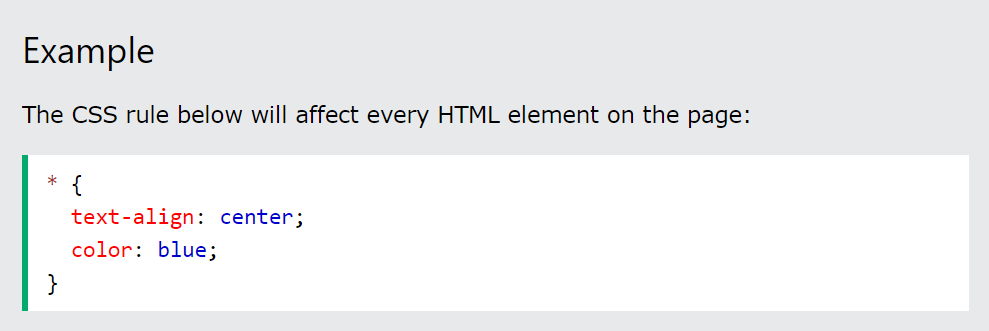 Example
The CSS rule below will affect every HTML element on the page:
* {
  text-align: center;
  color: blue;
}